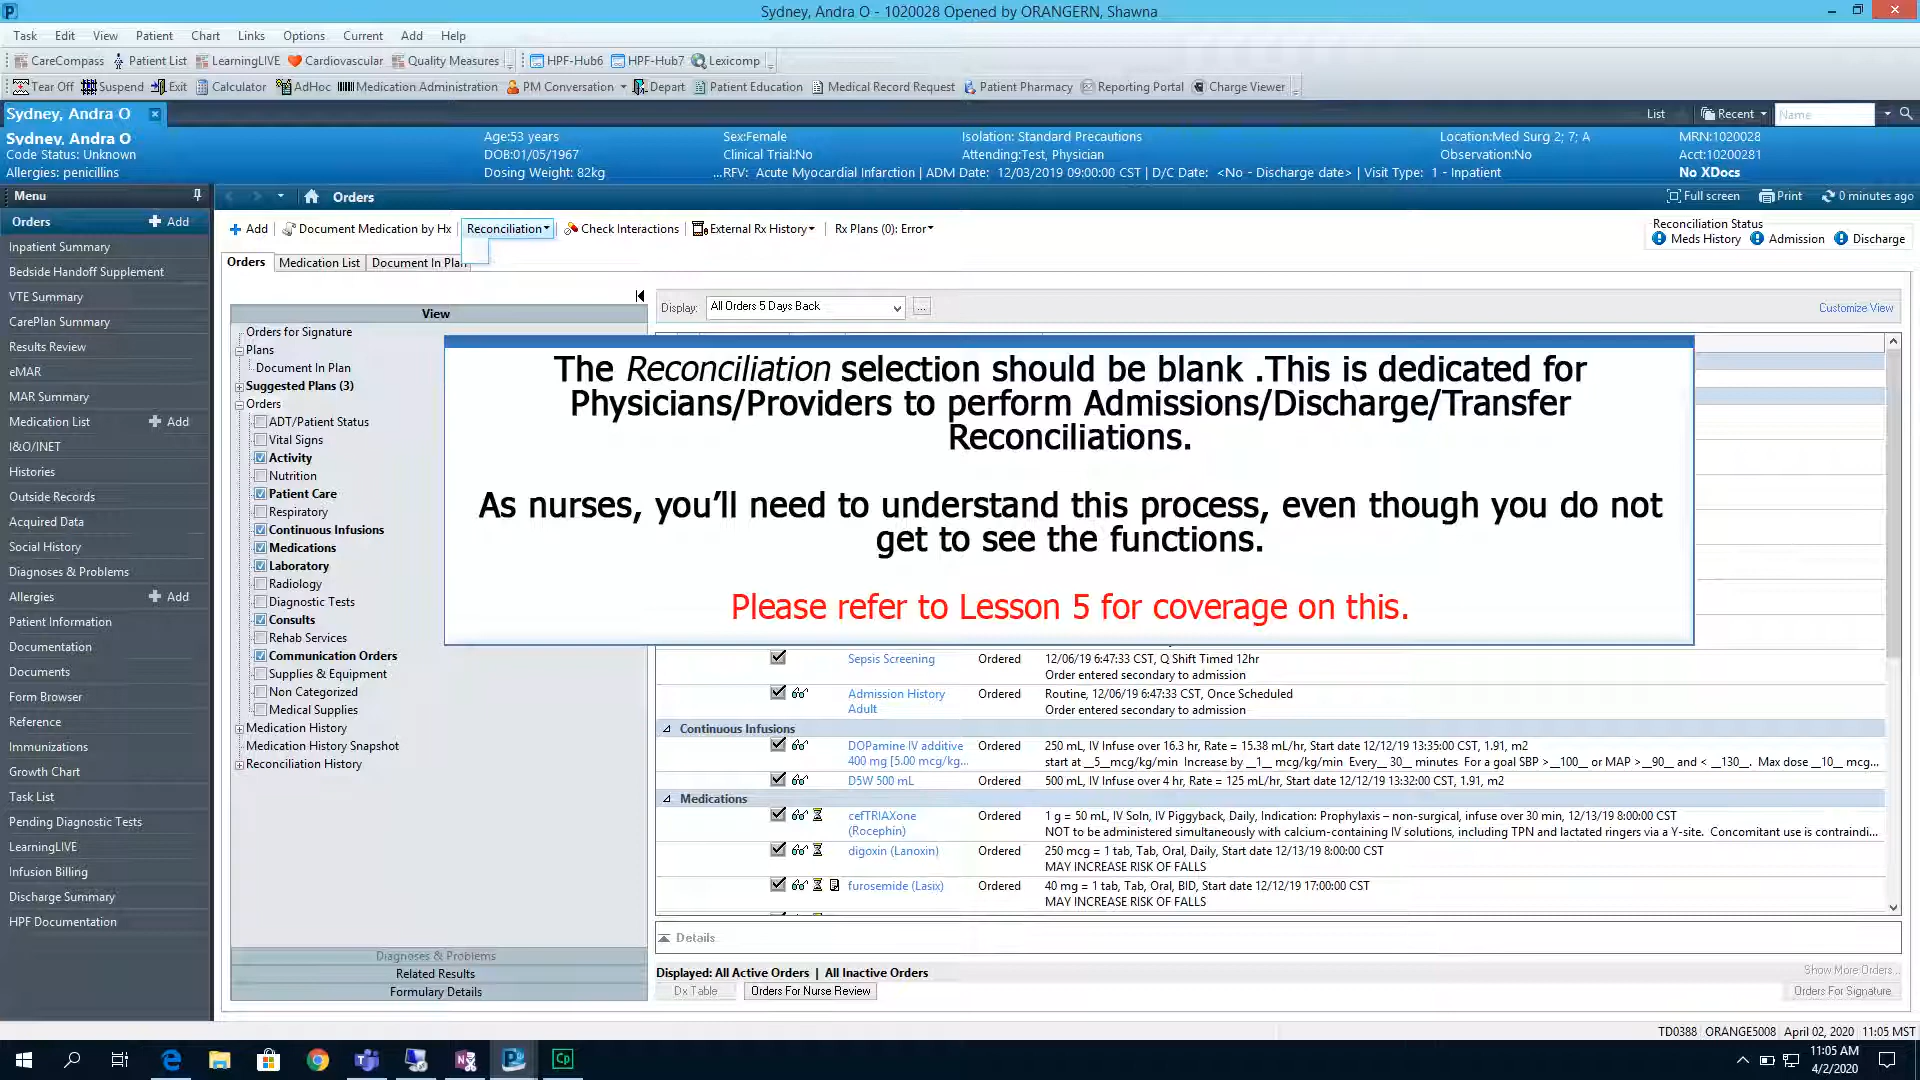 Sydney, Andra O - 1020028 Opened by ORANGERN, Shawna
Task Edit View Patient Chart Links Options Current Add Help
CareCompass Patient List LearningLIVE Cardiovascular Quality Measures HPF-Hub6 HPF-Hub7 Lexicomp
Tear Off Suspend Exit Calculator AdHoc Medication Administration PM Conversation Depart Patient Education Medical Record Request Patient Pharmacy Reporting Portal Charge Viewer
Sydney, Andra O List Recent Name
Sydney, Andra O Age:53 years Sex:Female Isolation: Standard Precautions Location:Med Surg 2; 7; A MRN:1020028
Code Status: Unknown DOB:01/05/1967 Clinical Trial:No Attending:Test, Physician Observation:No Acct:10200281
Allergies: penicillins Dosing Weight: 82kg ...RFV: Acute Myocardial Infarction | ADM Date: 12/03/2019 09:00:00 CST | D/C Date: <No - Discharge date> | Visit Type: 1 - Inpatient No XDocs
Menu
Orders Add
Inpatient Summary
Bedside Handoff Supplement
VTE Summary
CarePlan Summary
Results Review
eMAR
MAR Summary
Medication List Add
I&O/INET
Histories
Outside Records
Acquired Data
Social History
Diagnoses & Problems
Allergies Add
Patient Information
Documentation
Documents
Form Browser
Reference
Immunizations
Growth Chart
Task List
Pending Diagnostic Tests
LearningLIVE
Infusion Billing
Discharge Summary
HPF Documentation
Orders Full screen Print 0 minutes ago
Add Document Medication by Hx Reconciliation Check Interactions External Rx History Rx Plans (0): Error
Reconciliation Status
Meds History Admission Discharge
Orders Medication List Document In Plan
View
Orders for Signature
Plans
Document In Plan
Suggested Plans (3)
Orders
ADT/Patient Status
Vital Signs
Activity
Nutrition
Patient Care
Respiratory
Continuous Infusions
Medications
Laboratory
Radiology
Diagnostic Tests
Consults
Rehab Services
Communication Orders
Supplies & Equipment
Non Categorized
Medical Supplies
Medication History
Medication History Snapshot
Reconciliation History
Diagnoses & Problems
Related Results
Formulary Details
Display: All Orders 5 Days Back ... Customize View
The Reconciliation selection should be blank .This is dedicated for
Physicians/Providers to perform Admissions/Discharge/Transfer
Reconciliations.
As nurses, you'll need to understand this process, even though you do not
get to see the functions.
Please refer to Lesson 5 for coverage on this.
Sepsis Screening Ordered 12/06/19 6:47:33 CST, Q Shift Timed 12hr
Order entered secondary to admission
Admission History Ordered Routine, 12/06/19 6:47:33 CST, Once Scheduled
Adult Order entered secondary to admission
Continuous Infusions
DOPamine IV additive Ordered 250 mL, IV Infuse over 16.3 hr, Rate = 15.38 mL/hr, Start date 12/12/19 13:35:00 CST, 1.91, m2
400 mg [5.00 mcg/kg... start at __5__mcg/kg/min Increase by __1__ mcg/kg/min Every__ 30__ minutes For a goal SBP >__100__ or MAP >__90__ and < __130__. Max dose __10__ mcg...
D5W 500 mL Ordered 500 mL, IV Infuse over 4 hr, Rate = 125 mL/hr, Start date 12/12/19 13:32:00 CST, 1.91, m2
Medications
cefTRIAXone Ordered 1 g = 50 mL, IV Soln, IV Piggyback, Daily, Indication: Prophylaxis – non-surgical, infuse over 30 min, 12/13/19 8:00:00 CST
(Rocephin) NOT to be administered simultaneously with calcium-containing IV solutions, including TPN and lactated ringers via a Y-site. Concomitant use is contraindi...
digoxin (Lanoxin) Ordered 250 mcg = 1 tab, Tab, Oral, Daily, Start date 12/13/19 8:00:00 CST
MAY INCREASE RISK OF FALLS
furosemide (Lasix) Ordered 40 mg = 1 tab, Tab, Oral, BID, Start date 12/12/19 17:00:00 CST
MAY INCREASE RISK OF FALLS
Details
Displayed: All Active Orders | All Inactive Orders Show More Orders...
Dx Table Orders For Nurse Review Orders For Signature
TD0388 ORANGE5008 April 02, 2020 11:05 MST
11:05 AM
4/2/2020